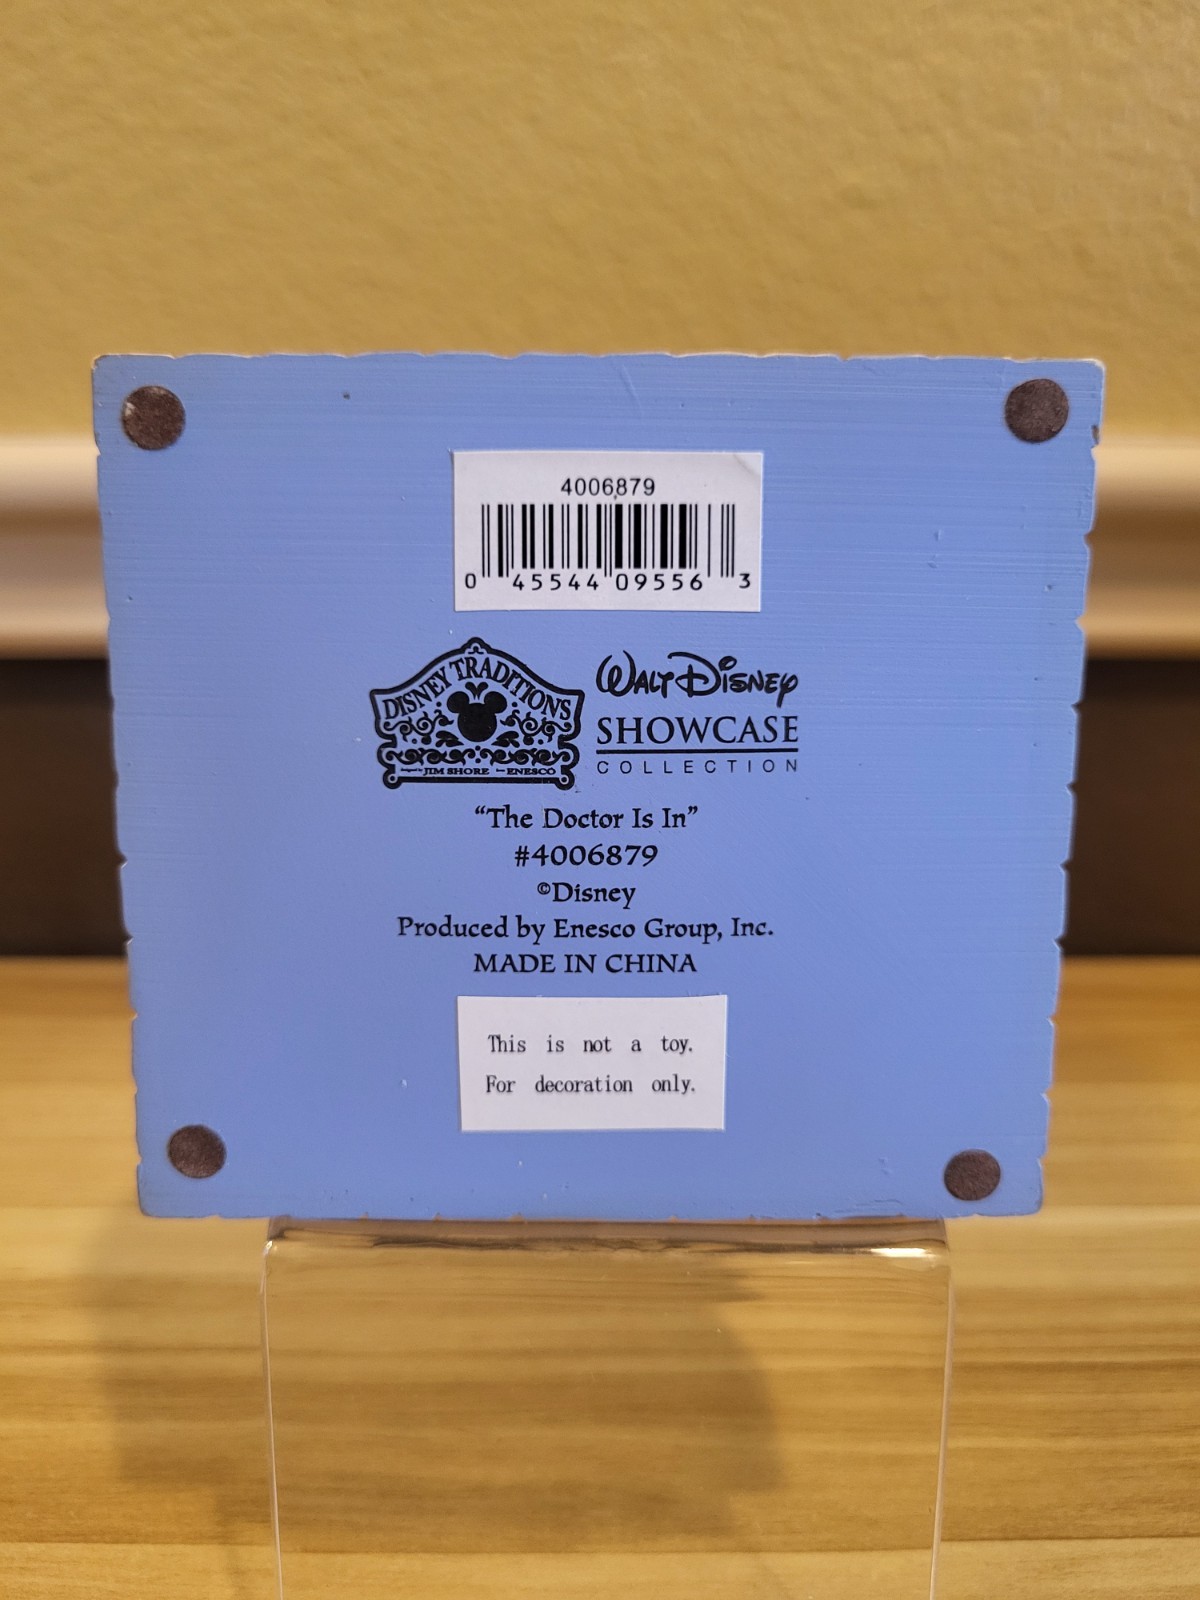 4006879
0 45544 09556 3
DISNEY TRADITIONS
JIM SHORE ENESCO
WALT DISNEY
SHOWCASE
COLLECTION
“The Doctor Is In”
#4006879
©Disney
Produced by Enesco Group, Inc.
MADE IN CHINA
This is not a toy.
For decoration only.